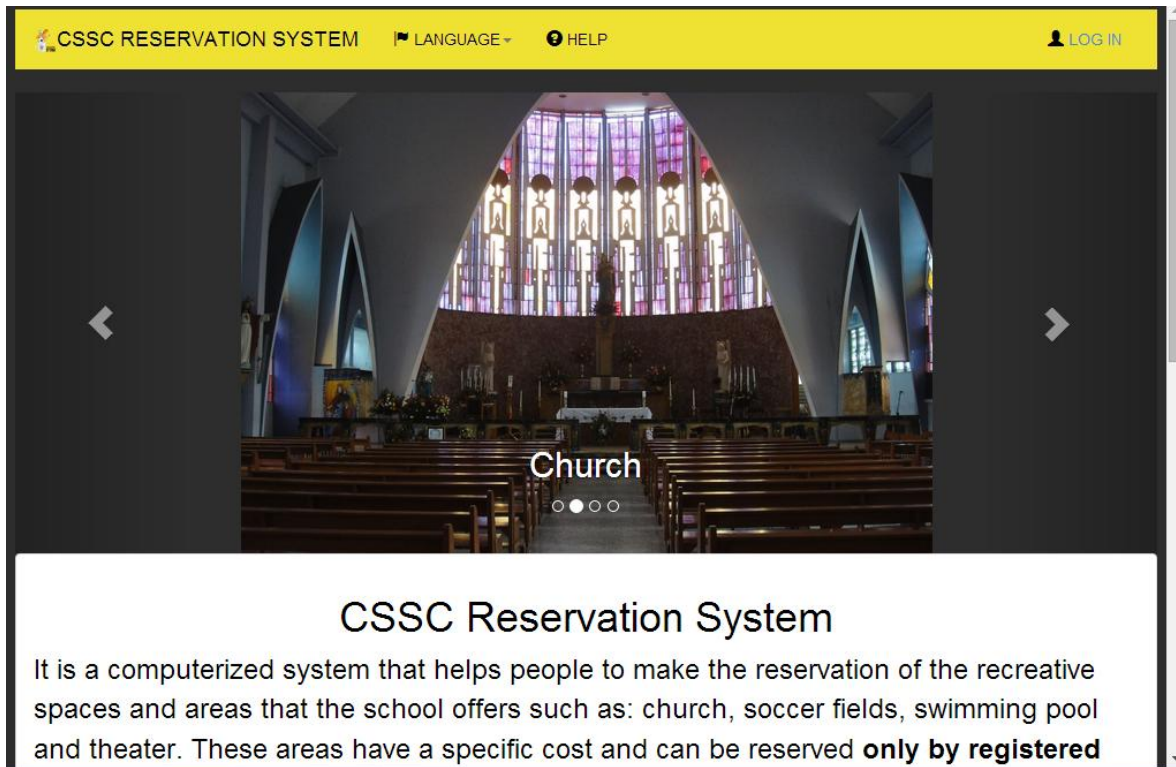 CSSC RESERVATION SYSTEM LANGUAGE HELP LOG IN
Church
CSSC Reservation System
It is a computerized system that helps people to make the reservation of the recreative
spaces and areas that the school offers such as: church, soccer fields, swimming pool
and theater. These areas have a specific cost and can be reserved only by registered